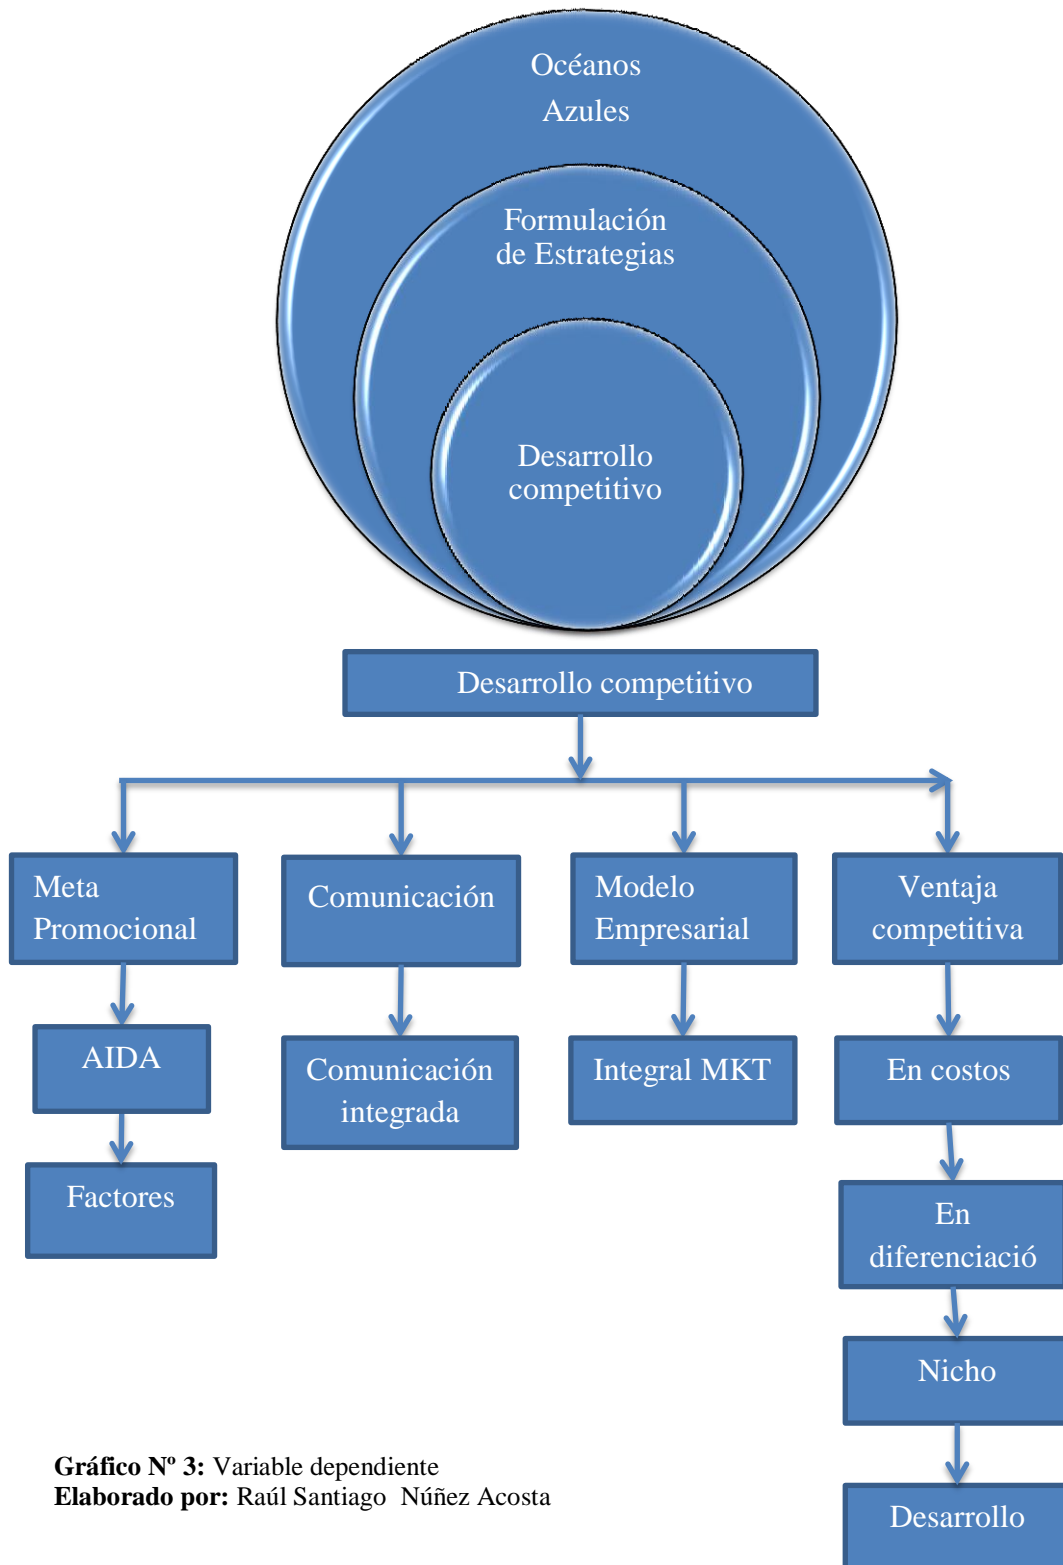 Océanos
Azules
Formulación
de Estrategias
Desarrollo
competitivo
Desarrollo competitivo
Meta
Promocional
Comunicación
Modelo
Empresarial
Ventaja
competitiva
AIDA
Comunicación
integrada
Integral MKT
En costos
Factores
En
diferenciació
Nicho
Desarrollo
Gráfico Nº 3: Variable dependiente
Elaborado por: Raúl Santiago Núñez Acosta